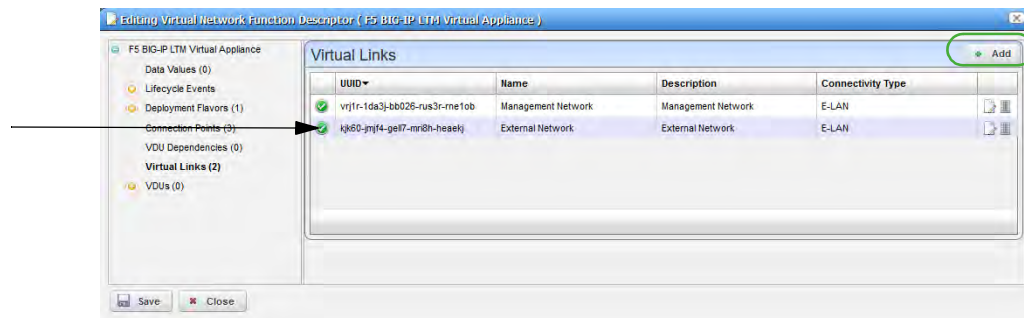 Editing Virtual Network Function Descriptor ( F5 BIG-IP LTM Virtual Appliance )
F5 BIG-IP LTM Virtual Appliance
Data Values (0)
Lifecycle Events
Deployment Flavors (1)
Connection Points (3)
VDU Dependencies (0)
Virtual Links (2)
VDUs (0)
Virtual Links
Add
UUID Name Description Connectivity Type
vrj1r-1da3j-bb026-rus3r-rne1ob Management Network Management Network E-LAN
kjk60-jmjf4-gell7-mri8h-heaekj External Network External Network E-LAN
Save Close